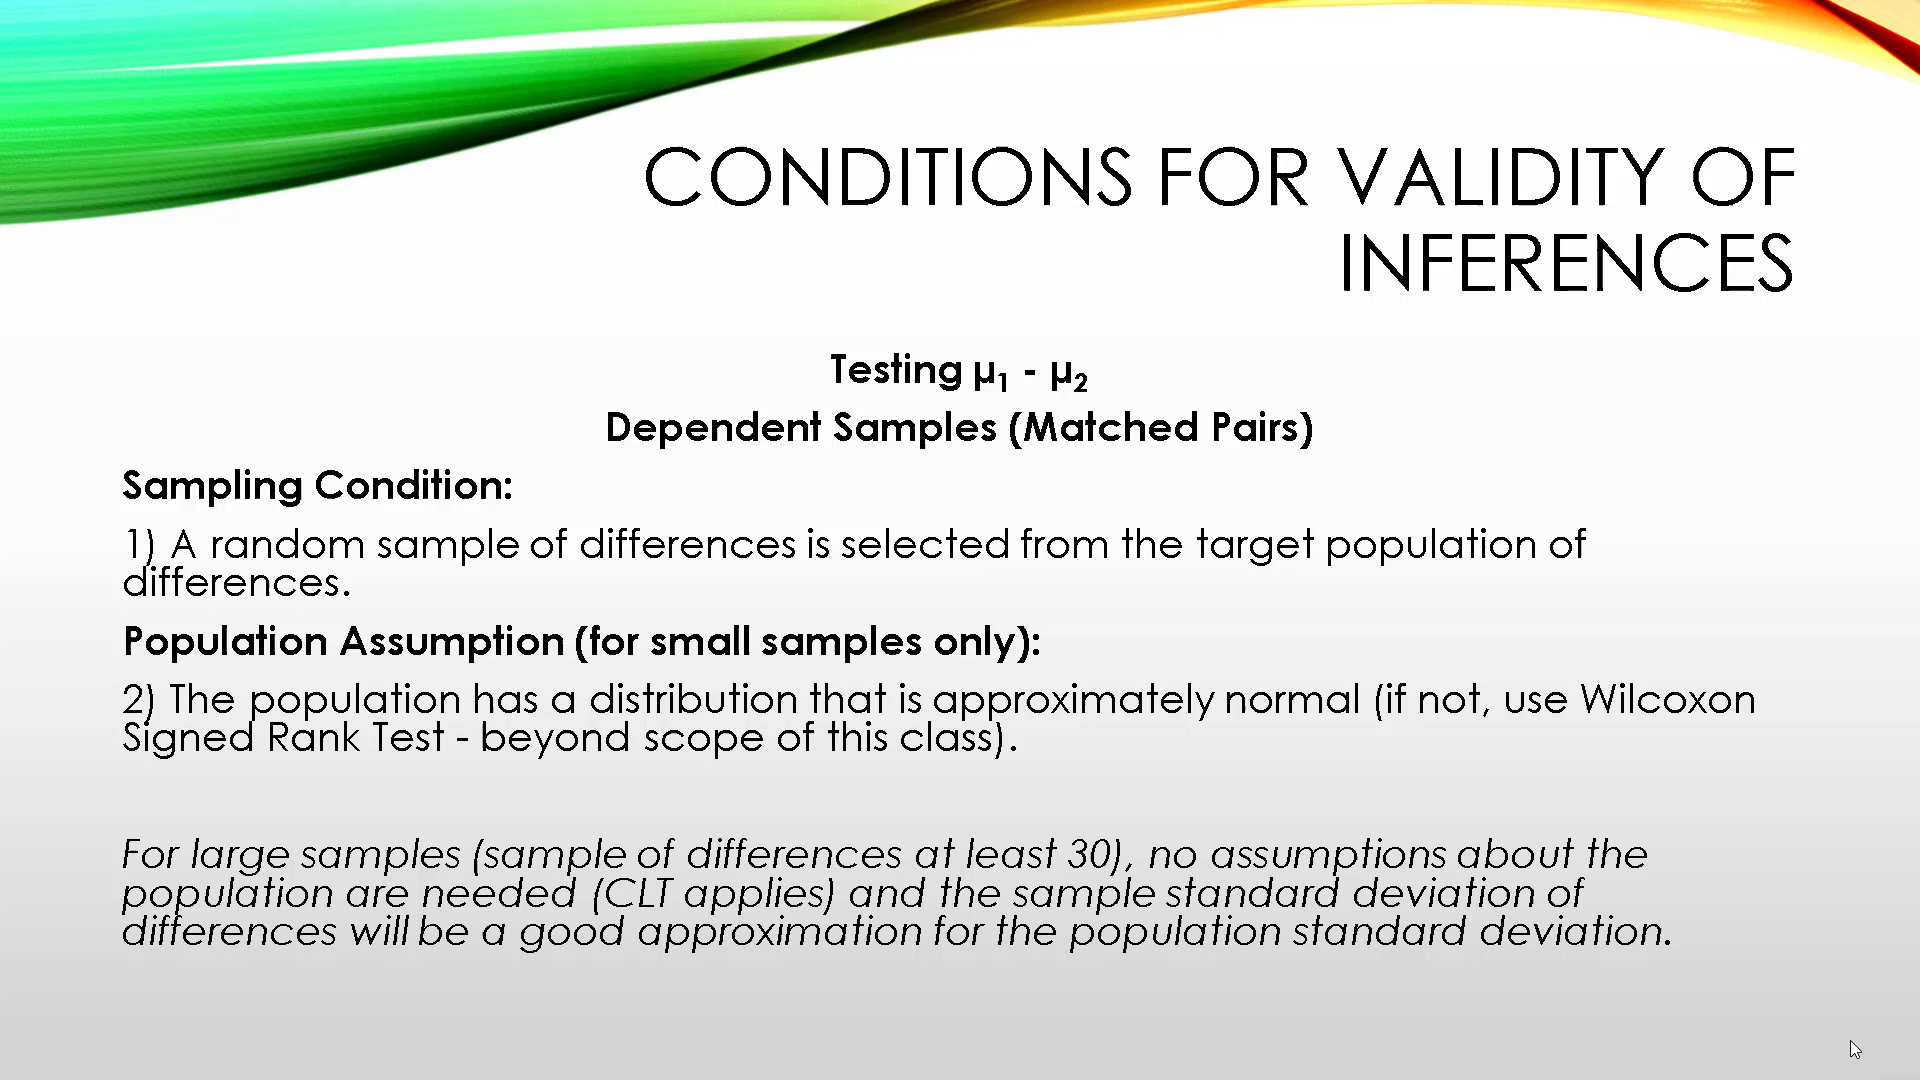 CONDITIONS FOR VALIDITY OF
INFERENCES
Testing µ₁ - µ₂
Dependent Samples (Matched Pairs)
Sampling Condition:
1) A random sample of differences is selected from the target population of
differences.
Population Assumption (for small samples only):
2) The population has a distribution that is approximately normal (if not, use Wilcoxon
Signed Rank Test - beyond scope of this class).
For large samples (sample of differences at least 30), no assumptions about the
population are needed (CLT applies) and the sample standard deviation of
differences will be a good approximation for the population standard deviation.